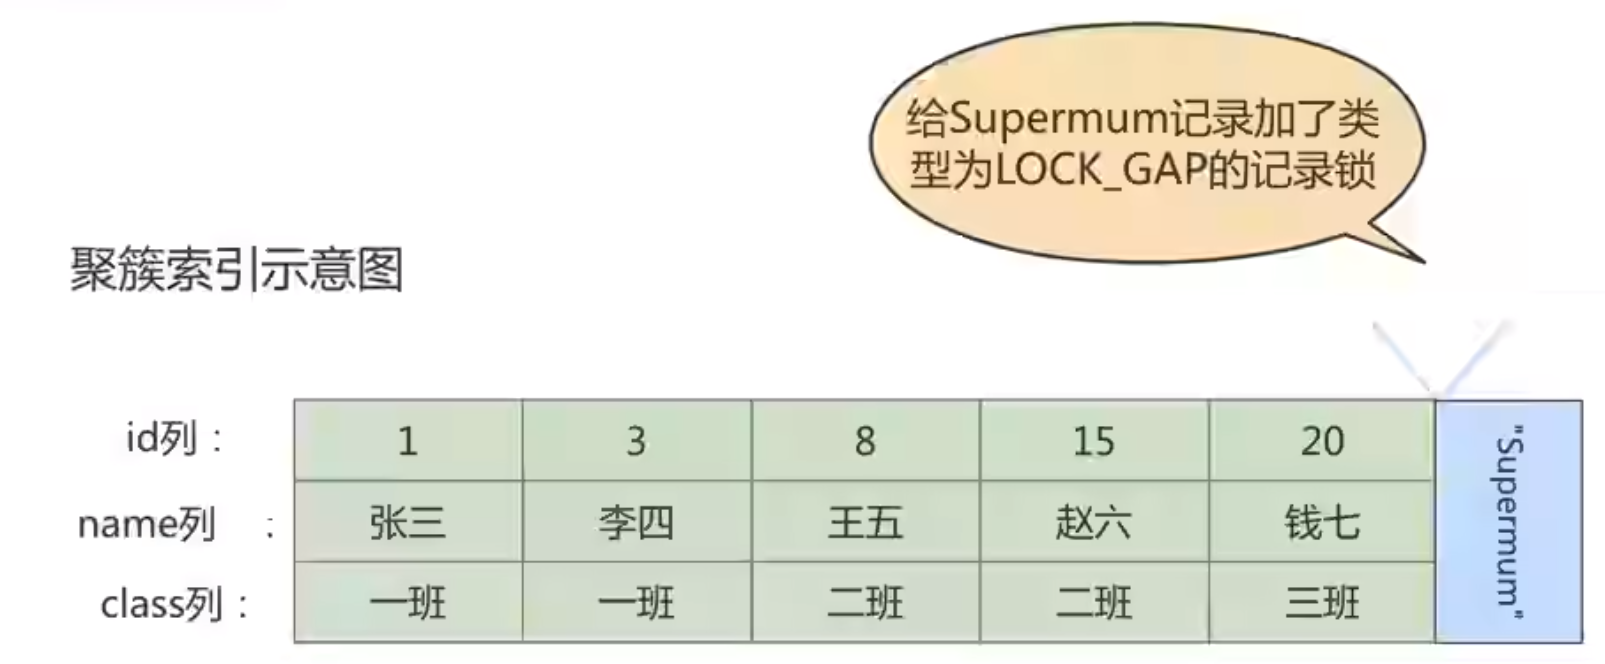 给Supermum记录加了类
型为LOCK_GAP的记录锁
聚簇索引示意图
id列： 1 3 8 15 20
name列 ： 张三 李四 王五 赵六 钱七
class列： 一班 一班 二班 二班 三班
"Supermum"